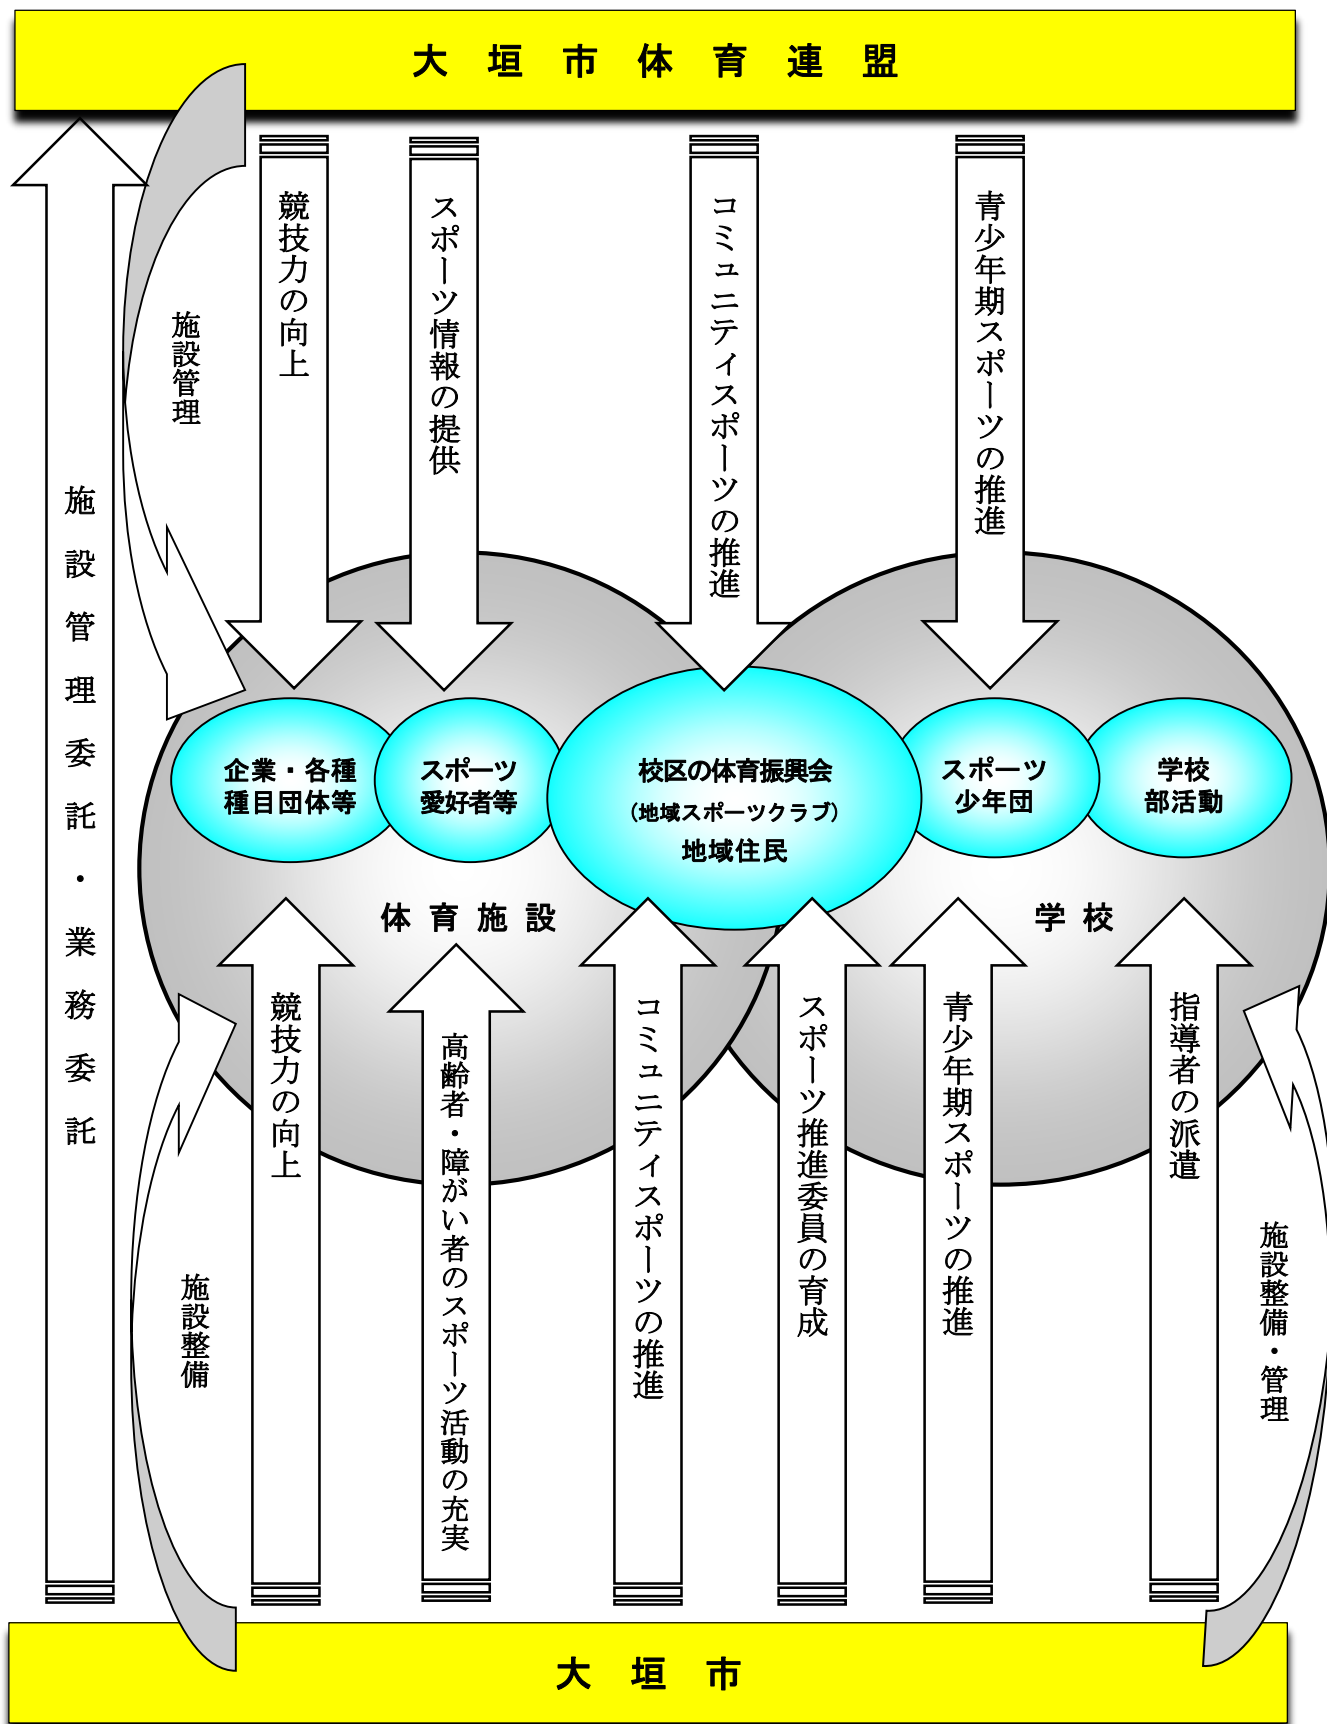 大垣市体育連盟
競技力の向上
スポーツ情報の提供
コミュニティスポーツの推進
青少年期スポーツの推進
施設管理
施設管理委託・業務委託
企業・各種
種目団体等
スポーツ
愛好者等
校区の体育振興会
（地域スポーツクラブ）
地域住民
スポーツ
少年団
学校
部活動
体育施設
学校
競技力の向上
高齢者・障がい者のスポーツ活動の充実
コミュニティスポーツの推進
スポーツ推進委員の育成
青少年期スポーツの推進
指導者の派遣
施設整備
施設整備・管理
大垣市